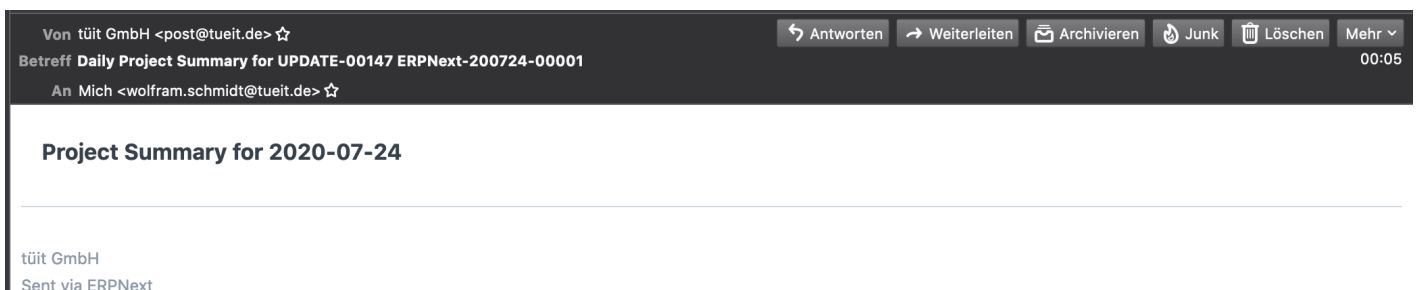 Von tüit GmbH <post@tueit.de>
Antworten Weiterleiten Archivieren Junk Löschen Mehr
Betreff Daily Project Summary for UPDATE-00147 ERPNext-200724-00001
00:05
An Mich <wolfram.schmidt@tueit.de>
Project Summary for 2020-07-24
tüit GmbH
Sent via ERPNext